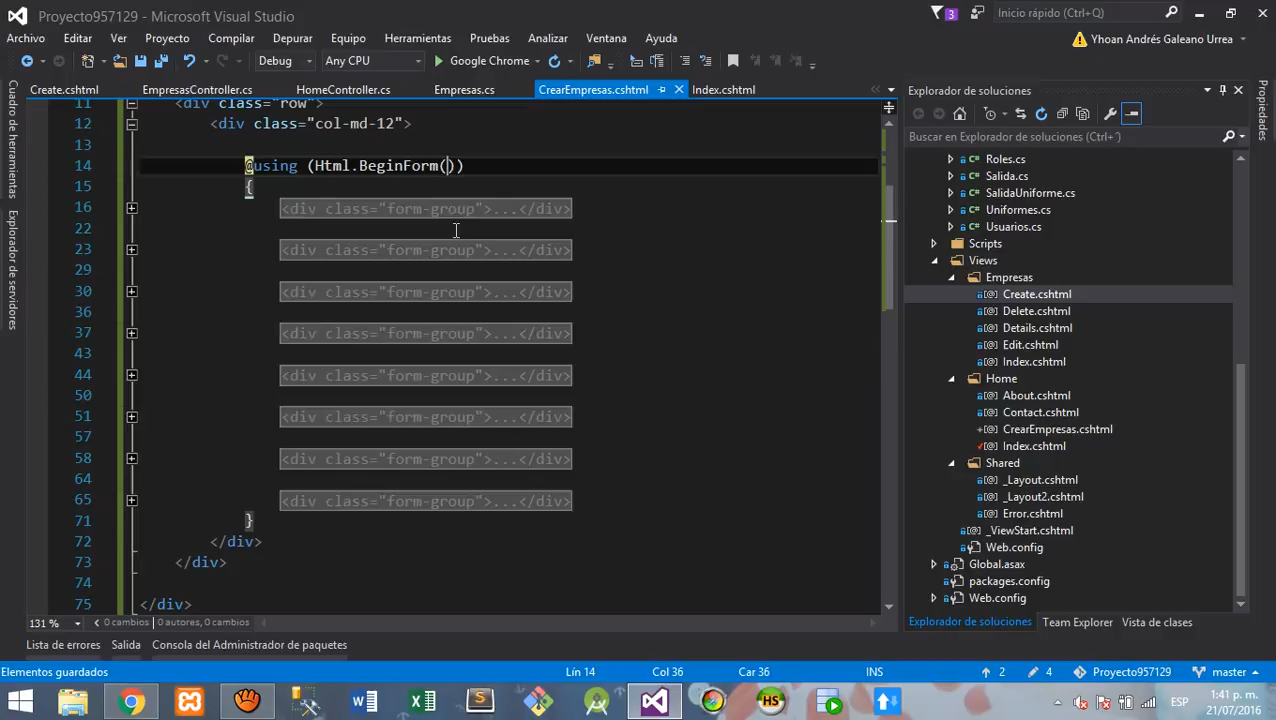 Proyecto957129 - Microsoft Visual Studio
3
Inicio rápido (Ctrl+Q)
Archivo Editar Ver Proyecto Compilar Depurar Equipo Herramientas Pruebas Analizar Ventana Ayuda
Yhoan Andrés Galeano Urrea
Debug Any CPU Google Chrome
Create.cshtml EmpresasController.cs HomeController.cs Empresas.cs CrearEmpresas.cshtml Index.cshtml
Cuadro de herramientas
Explorador de servidores
11 <div class="row">
12 <div class="col-md-12">
13
14 @using (Html.BeginForm())
15 {
16 <div class="form-group">...</div>
22
23 <div class="form-group">...</div>
29
30 <div class="form-group">...</div>
36
37 <div class="form-group">...</div>
43
44 <div class="form-group">...</div>
50
51 <div class="form-group">...</div>
57
58 <div class="form-group">...</div>
64
65 <div class="form-group">...</div>
71 }
72 </div>
73 </div>
74
75 </div>
131 % 0 cambios | 0 autores, 0 cambios
Explorador de soluciones
Buscar en Explorador de soluciones (Ctrl+´)
C# Roles.cs
C# Salida.cs
C# SalidaUniforme.cs
C# Uniformes.cs
C# Usuarios.cs
Scripts
Views
Empresas
Create.cshtml
Delete.cshtml
Details.cshtml
Edit.cshtml
Index.cshtml
Home
About.cshtml
Contact.cshtml
CrearEmpresas.cshtml
Index.cshtml
Shared
_Layout.cshtml
_Layout2.cshtml
Error.cshtml
_ViewStart.cshtml
Web.config
Global.asax
packages.config
Web.config
Explorador de soluciones Team Explorer Vista de clases
Propiedades
Lista de errores Salida Consola del Administrador de paquetes
Elementos guardados Lín 14 Col 36 Car 36 INS 2 4 Proyecto957129 master
HS
ESP
1:41 p. m.
21/07/2016